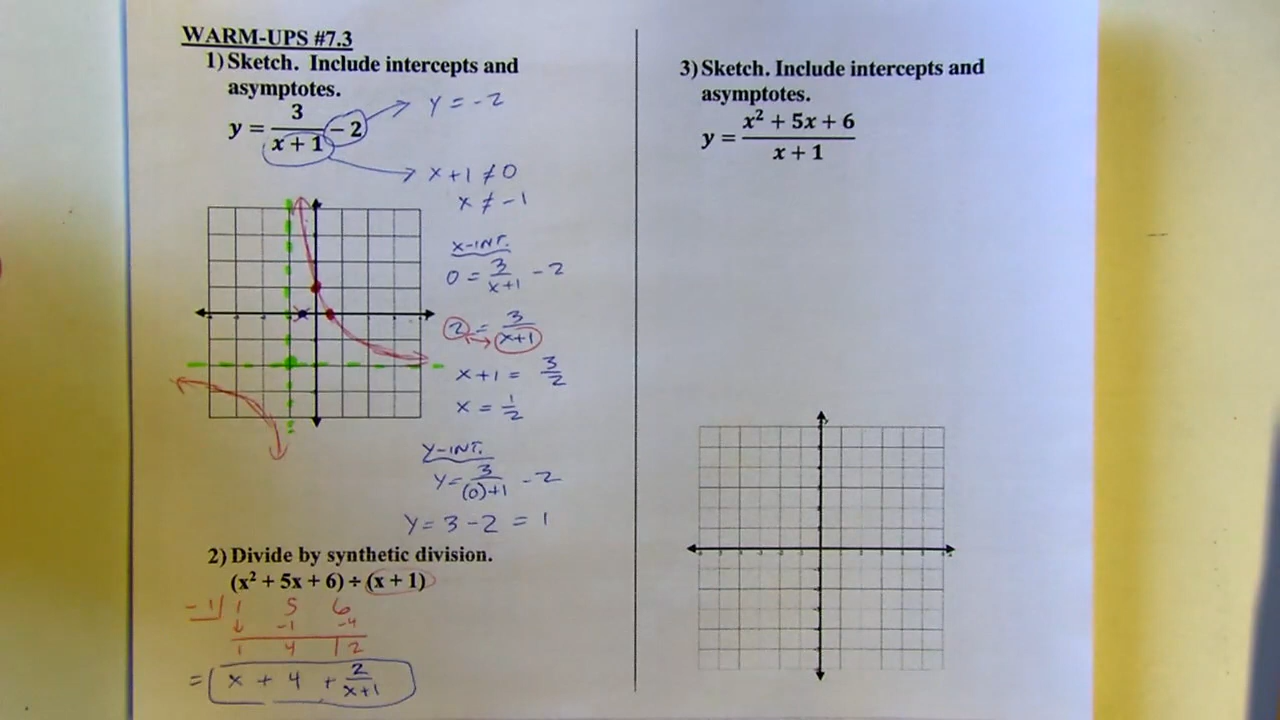 WARM-UPS #7.3
1) Sketch. Include intercepts and
asymptotes.
y = 3/(x + 1) - 2
y = -2
x+1 ≠ 0
x ≠ -1
x-INT.
0 = 3/(x+1) - 2
2 = 3/(x+1)
x+1 = 3/2
x = 1/2
y-INT.
y = 3/((0)+1) - 2
y = 3 - 2 = 1
2) Divide by synthetic division.
(x² + 5x + 6) ÷ (x + 1)
-1 1 5 6
↓ -1 -4
1 4 2
= x + 4 + 2/(x+1)
3) Sketch. Include intercepts and
asymptotes.
y = (x² + 5x + 6)/(x + 1)